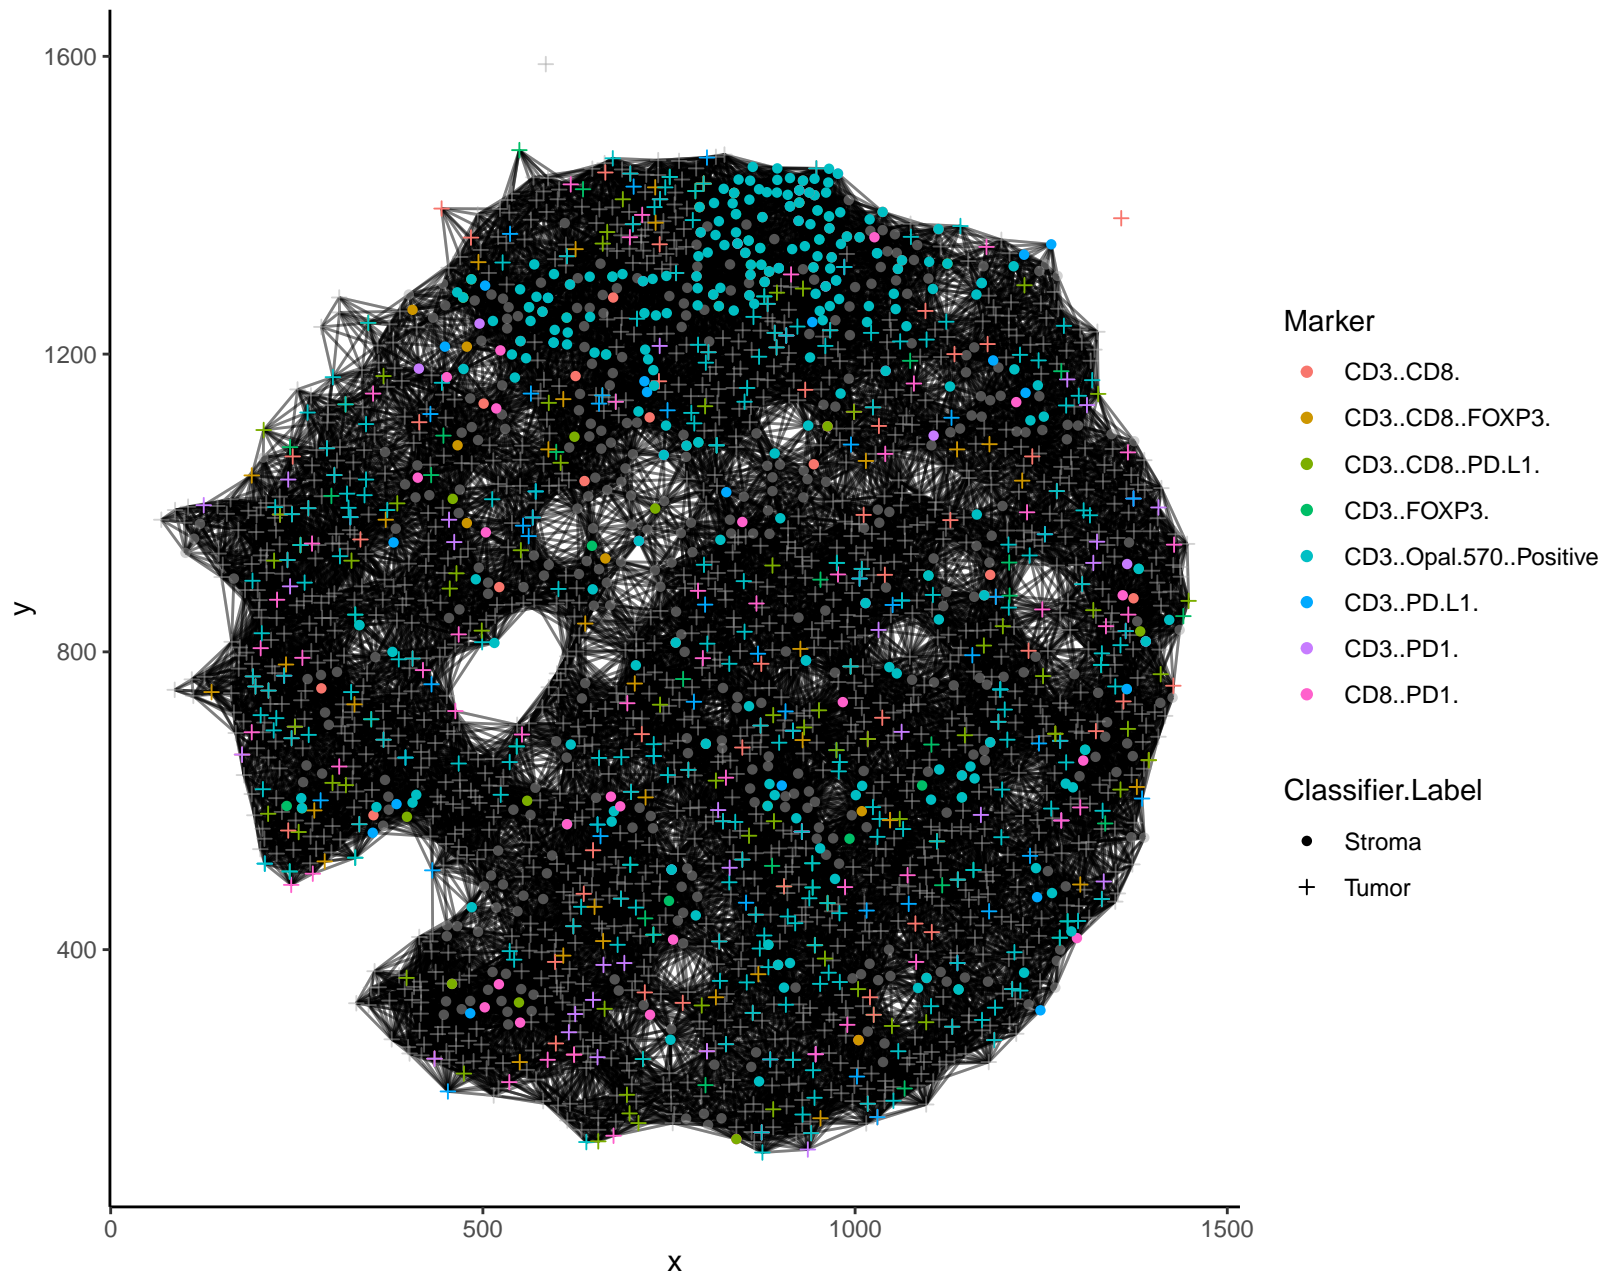 1600
1200
800
400
y
0
500
1000
1500
x
Marker
CD3..CD8.
CD3..CD8..FOXP3.
CD3..CD8..PD.L1.
CD3..FOXP3.
CD3..Opal.570..Positive
CD3..PD.L1.
CD3..PD1.
CD8..PD1.
Classifier.Label
Stroma
Tumor